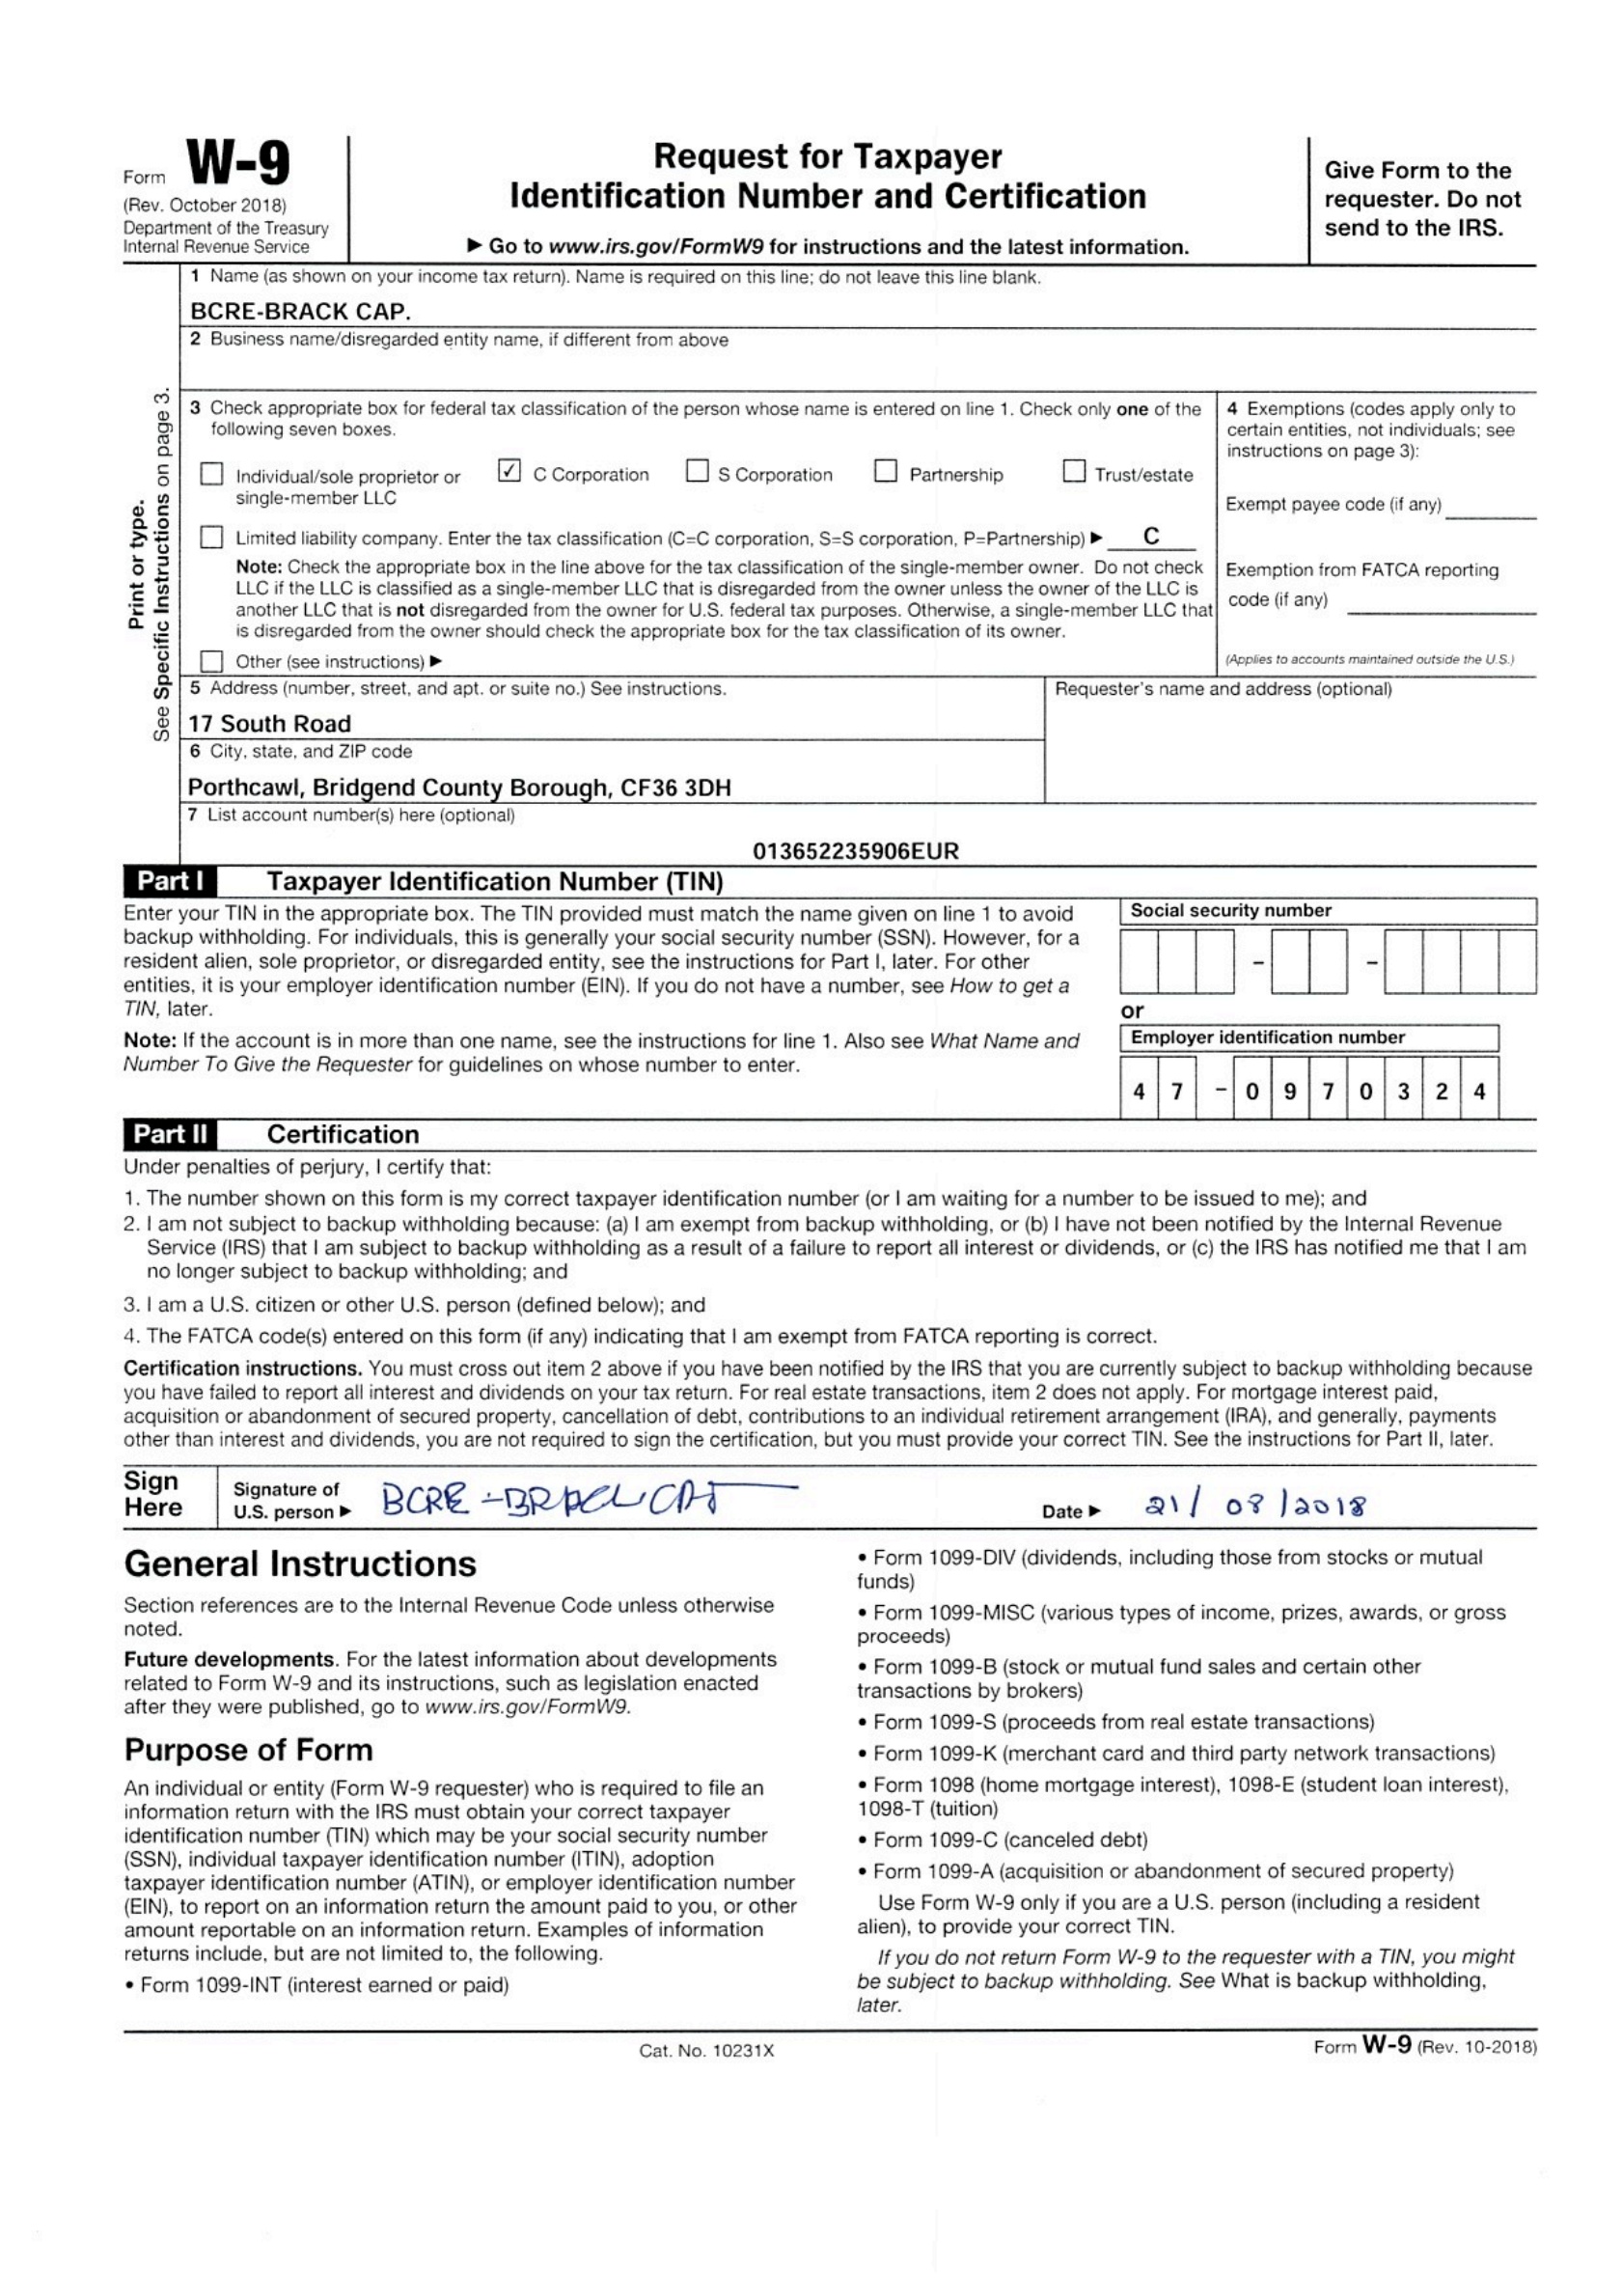 Form W-9
(Rev. October 2018)
Department of the Treasury
Internal Revenue Service
Request for Taxpayer
Identification Number and Certification
▶ Go to www.irs.gov/FormW9 for instructions and the latest information.
Give Form to the
requester. Do not
send to the IRS.
Print or type.
See Specific Instructions on page 3.
1 Name (as shown on your income tax return). Name is required on this line; do not leave this line blank.
BCRE-BRACK CAP.
2 Business name/disregarded entity name, if different from above
3 Check appropriate box for federal tax classification of the person whose name is entered on line 1. Check only one of the
following seven boxes.
Individual/sole proprietor or
single-member LLC
✓ C Corporation
S Corporation
Partnership
Trust/estate
Limited liability company. Enter the tax classification (C=C corporation, S=S corporation, P=Partnership) ▶ C
Note: Check the appropriate box in the line above for the tax classification of the single-member owner. Do not check
LLC if the LLC is classified as a single-member LLC that is disregarded from the owner unless the owner of the LLC is
another LLC that is not disregarded from the owner for U.S. federal tax purposes. Otherwise, a single-member LLC that
is disregarded from the owner should check the appropriate box for the tax classification of its owner.
Other (see instructions) ▶
4 Exemptions (codes apply only to
certain entities, not individuals; see
instructions on page 3):
Exempt payee code (if any)
Exemption from FATCA reporting
code (if any)
(Applies to accounts maintained outside the U.S.)
5 Address (number, street, and apt. or suite no.) See instructions.
17 South Road
6 City, state, and ZIP code
Porthcawl, Bridgend County Borough, CF36 3DH
Requester's name and address (optional)
7 List account number(s) here (optional)
013652235906EUR
Part I Taxpayer Identification Number (TIN)
Enter your TIN in the appropriate box. The TIN provided must match the name given on line 1 to avoid
backup withholding. For individuals, this is generally your social security number (SSN). However, for a
resident alien, sole proprietor, or disregarded entity, see the instructions for Part I, later. For other
entities, it is your employer identification number (EIN). If you do not have a number, see How to get a
TIN, later.
Note: If the account is in more than one name, see the instructions for line 1. Also see What Name and
Number To Give the Requester for guidelines on whose number to enter.
Social security number
– –
or
Employer identification number
4 7 – 0 9 7 0 3 2 4
Part II Certification
Under penalties of perjury, I certify that:
1. The number shown on this form is my correct taxpayer identification number (or I am waiting for a number to be issued to me); and
2. I am not subject to backup withholding because: (a) I am exempt from backup withholding, or (b) I have not been notified by the Internal Revenue
Service (IRS) that I am subject to backup withholding as a result of a failure to report all interest or dividends, or (c) the IRS has notified me that I am
no longer subject to backup withholding; and
3. I am a U.S. citizen or other U.S. person (defined below); and
4. The FATCA code(s) entered on this form (if any) indicating that I am exempt from FATCA reporting is correct.
Certification instructions. You must cross out item 2 above if you have been notified by the IRS that you are currently subject to backup withholding because
you have failed to report all interest and dividends on your tax return. For real estate transactions, item 2 does not apply. For mortgage interest paid,
acquisition or abandonment of secured property, cancellation of debt, contributions to an individual retirement arrangement (IRA), and generally, payments
other than interest and dividends, you are not required to sign the certification, but you must provide your correct TIN. See the instructions for Part II, later.
Sign
Here
Signature of
U.S. person ▶ BCRE
Date ▶ 21/ 08 /2018
General Instructions
Section references are to the Internal Revenue Code unless otherwise
noted.
Future developments. For the latest information about developments
related to Form W-9 and its instructions, such as legislation enacted
after they were published, go to www.irs.gov/FormW9.
Purpose of Form
An individual or entity (Form W-9 requester) who is required to file an
information return with the IRS must obtain your correct taxpayer
identification number (TIN) which may be your social security number
(SSN), individual taxpayer identification number (ITIN), adoption
taxpayer identification number (ATIN), or employer identification number
(EIN), to report on an information return the amount paid to you, or other
amount reportable on an information return. Examples of information
returns include, but are not limited to, the following.
• Form 1099-INT (interest earned or paid)
• Form 1099-DIV (dividends, including those from stocks or mutual
funds)
• Form 1099-MISC (various types of income, prizes, awards, or gross
proceeds)
• Form 1099-B (stock or mutual fund sales and certain other
transactions by brokers)
• Form 1099-S (proceeds from real estate transactions)
• Form 1099-K (merchant card and third party network transactions)
• Form 1098 (home mortgage interest), 1098-E (student loan interest),
1098-T (tuition)
• Form 1099-C (canceled debt)
• Form 1099-A (acquisition or abandonment of secured property)
Use Form W-9 only if you are a U.S. person (including a resident
alien), to provide your correct TIN.
If you do not return Form W-9 to the requester with a TIN, you might
be subject to backup withholding. See What is backup withholding,
later.
Cat. No. 10231X
Form W-9 (Rev. 10-2018)